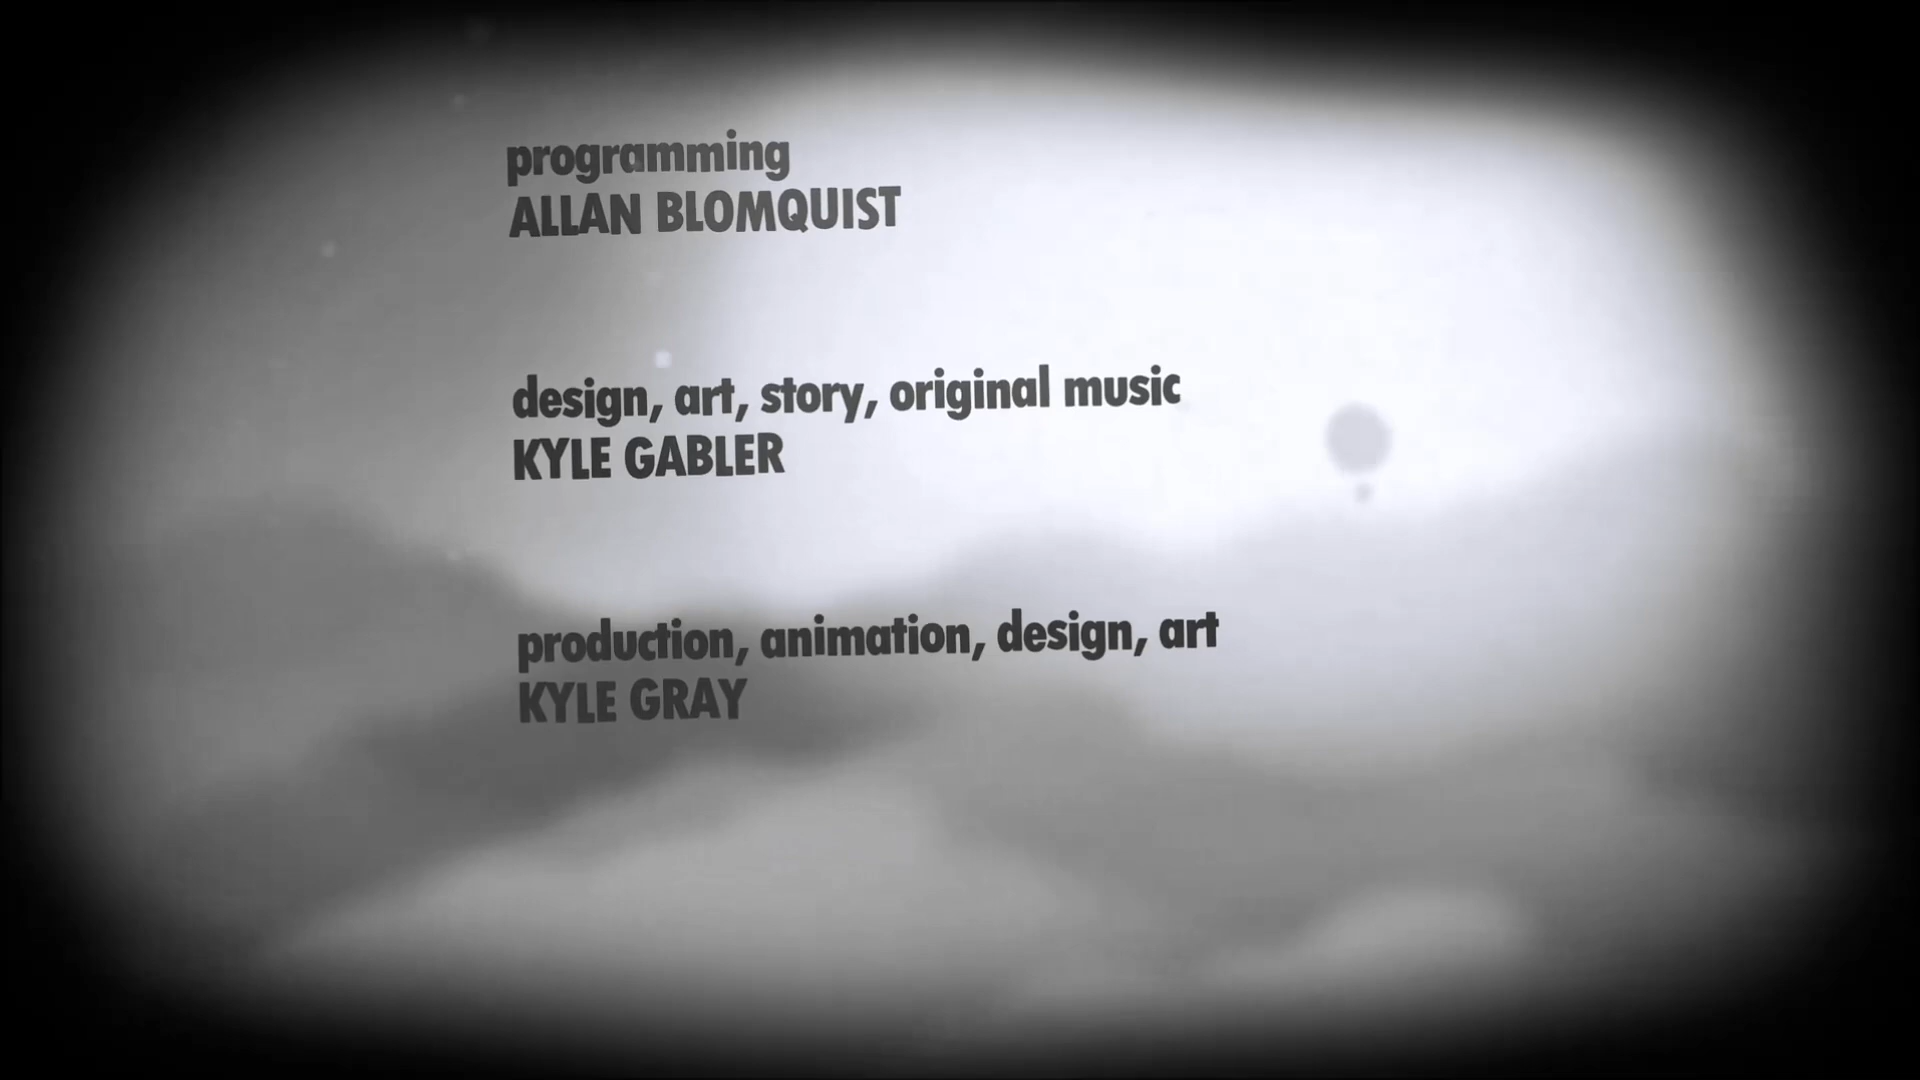 programming
ALLAN BLOMQUIST
design, art, story, original music
KYLE GABLER
production, animation, design, art
KYLE GRAY